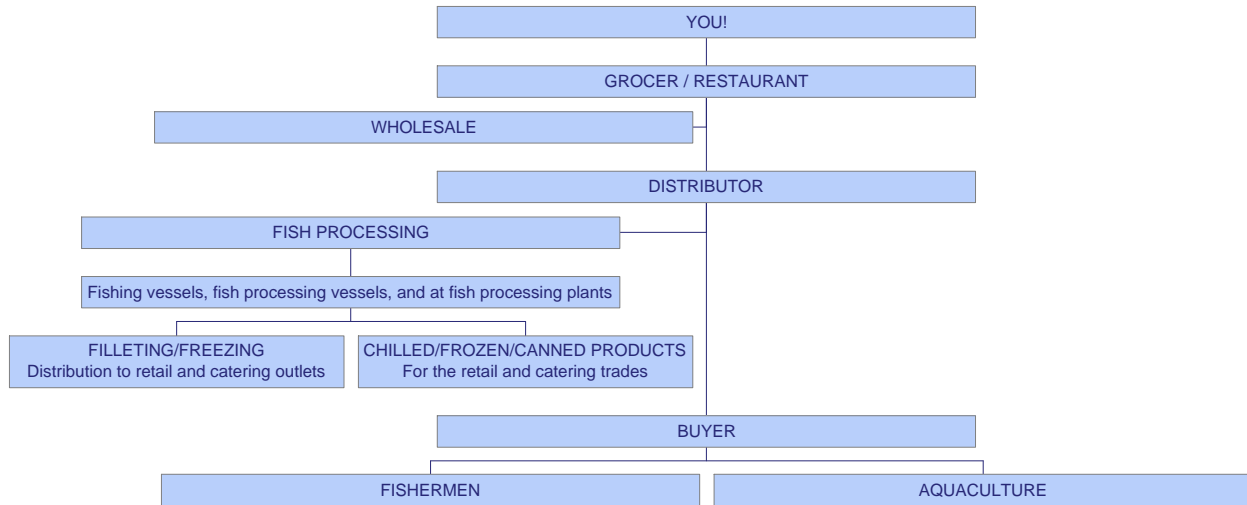 YOU!
GROCER / RESTAURANT
WHOLESALE
DISTRIBUTOR
FISH PROCESSING
Fishing vessels, fish processing vessels, and at fish processing plants
FILLETING/FREEZING
Distribution to retail and catering outlets
CHILLED/FROZEN/CANNED PRODUCTS
For the retail and catering trades
BUYER
FISHERMEN
AQUACULTURE